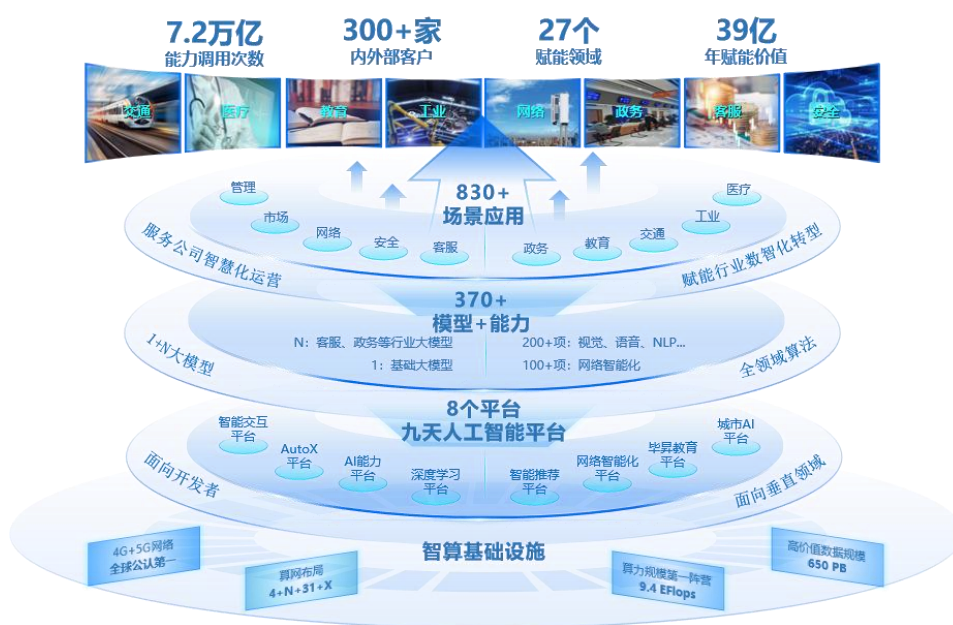 7.2万亿
能力调用次数
300+家
内外部客户
27个
赋能领域
39亿
年赋能价值
交通
医疗
教育
工业
网络
政务
客服
安全
830+
场景应用
管理
市场
网络
安全
客服
政务
教育
交通
工业
医疗
服务公司智慧化运营
赋能行业数智化转型
370+
模型+能力
N：客服、政务等行业大模型
1：基础大模型
200+项：视觉、语音、NLP...
100+项：网络智能化
1+N大模型
全领域算法
8个平台
九天人工智能平台
智能交互
平台
AutoX
平台
AI能力
平台
深度学习
平台
智能推荐
平台
网络智能化
平台
毕昇教育
平台
城市AI
平台
面向开发者
面向垂直领域
智算基础设施
4G+5G网络
全球公认第一
算网布局
4+N+31+X
算力规模第一阵营
9.4 EFlops
高价值数据规模
650 PB